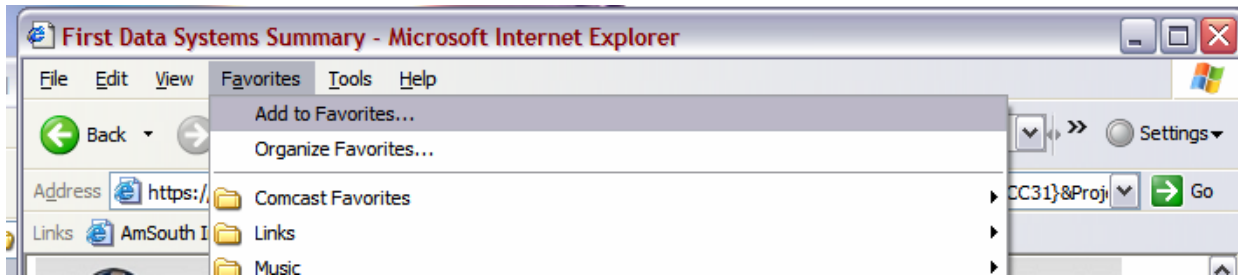 First Data Systems Summary - Microsoft Internet Explorer
File Edit View Favorites Tools Help
Add to Favorites...
Back Settings
Organize Favorites...
Address https:/ Comcast Favorites CC31}&Proj Go
Links AmSouth I Links
Music